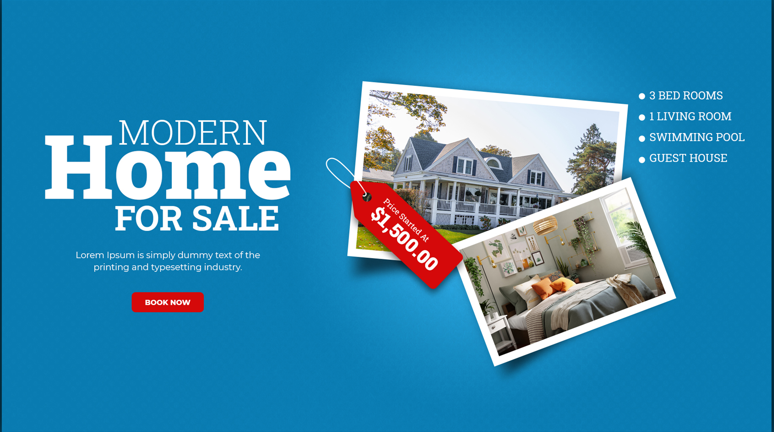 MODERN
Home
FOR SALE
Lorem Ipsum is simply dummy text of the
printing and typesetting industry.
BOOK NOW
Price Started At
$1,500.00
3 BED ROOMS
1 LIVING ROOM
SWIMMING POOL
GUEST HOUSE